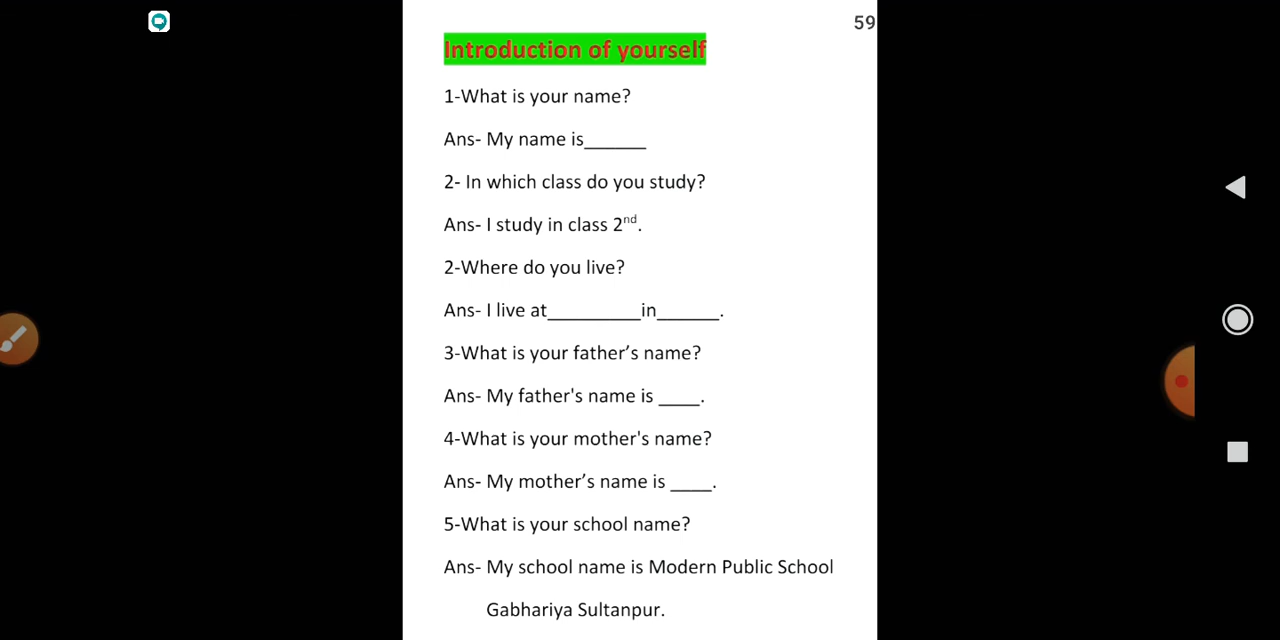 59
Introduction of yourself
1-What is your name?
Ans- My name is______
2- In which class do you study?
Ans- I study in class 2nd.
2-Where do you live?
Ans- I live at_________in______.
3-What is your father’s name?
Ans- My father's name is ____.
4-What is your mother's name?
Ans- My mother’s name is ____.
5-What is your school name?
Ans- My school name is Modern Public School
Gabhariya Sultanpur.